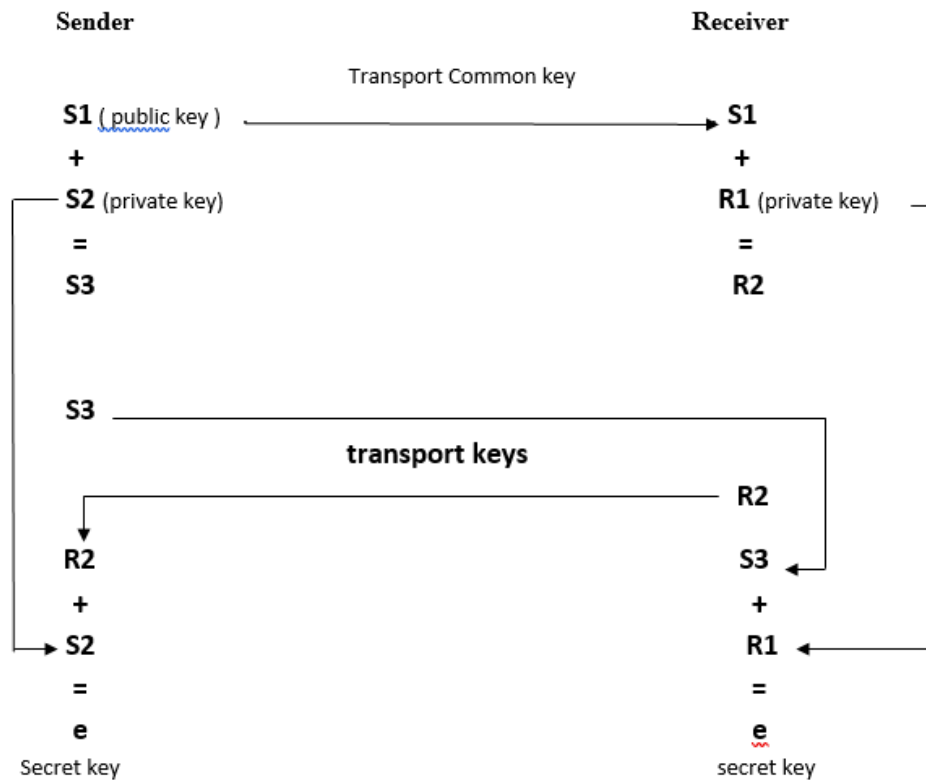 Sender Receiver
Transport Common key
S1 ( public key ) S1
+ +
S2 (private key) R1 (private key)
= =
S3 R2
S3
transport keys
R2
R2 S3
+ +
S2 R1
= =
e e
Secret key secret key